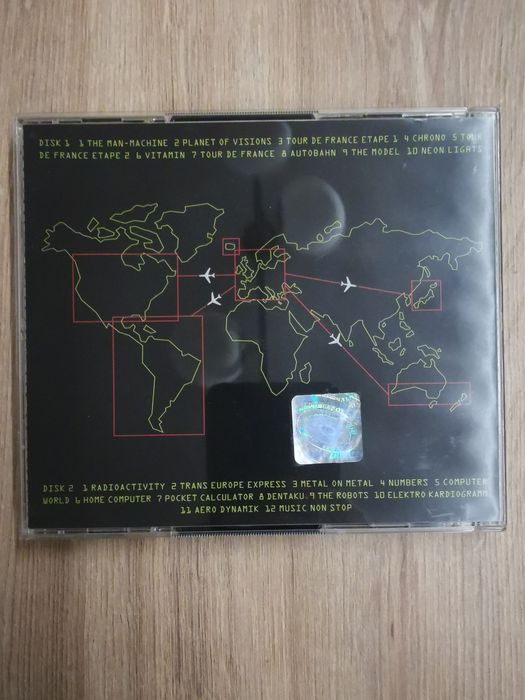 DISK 1 1 THE MAN-MACHINE 2 PLANET OF VISIONS 3 TOUR DE FRANCE ETAPE 1 4 CHRONO 5 TOUR
DE FRANCE ETAPE 2 6 VITAMIN 7 TOUR DE FRANCE 8 AUTOBAHN 9 THE MODEL 10 NEON LIGHTS
DISK 2 1 RADIOACTIVITY 2 TRANS EUROPE EXPRESS 3 METAL ON METAL 4 NUMBERS 5 COMPUTER
WORLD 6 HOME COMPUTER 7 POCKET CALCULATOR 8 DENTAKU 9 THE ROBOTS 10 ELEKTRO KARDIOGRAMM
11 AERO DYNAMIK 12 MUSIC NON STOP